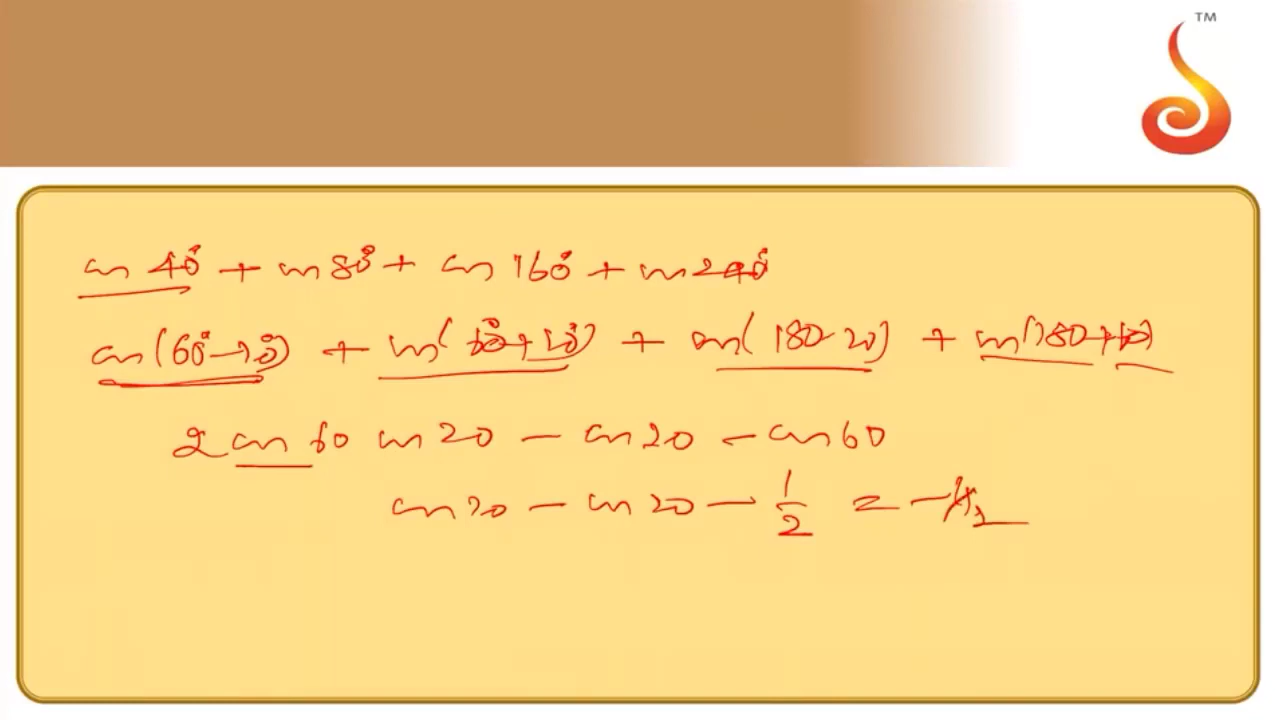 TM
cos 40° + cos 80° + cos 160° + cos 240°
cos(60° - 20°) + cos(60° + 20°) + cos(180 - 20) + cos(180 + 60)
2 cos 60 cos 20 - cos 20 - cos 60
cos 20 - cos 20 - 1/2 = -1/2